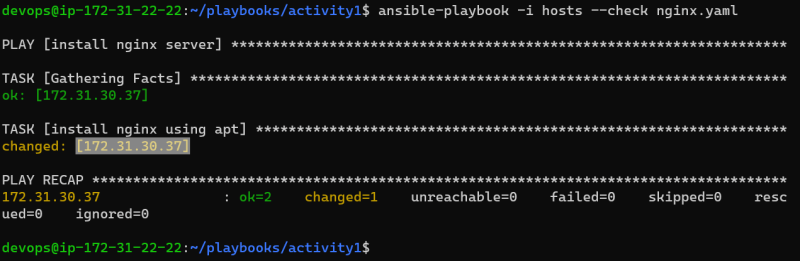 devops@ip-172-31-22-22:~/playbooks/activity1$ ansible-playbook -i hosts --check nginx.yaml
PLAY [install nginx server] ********************************************************************
TASK [Gathering Facts] *************************************************************************
ok: [172.31.30.37]
TASK [install nginx using apt] *****************************************************************
changed: [172.31.30.37]
PLAY RECAP *************************************************************************************
172.31.30.37               : ok=2    changed=1    unreachable=0    failed=0    skipped=0    resc
ued=0    ignored=0
devops@ip-172-31-22-22:~/playbooks/activity1$